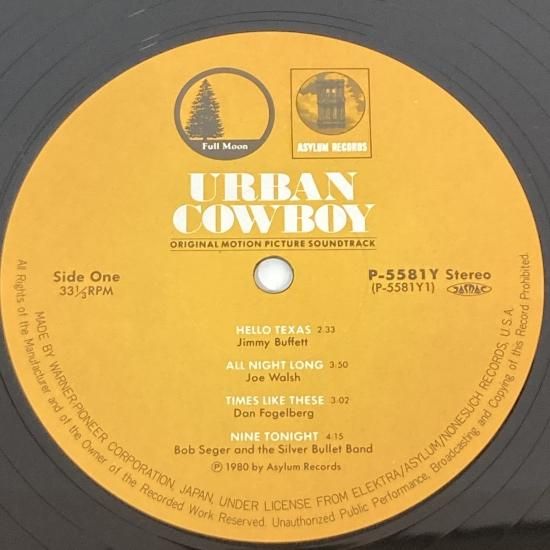 Full Moon
ASYLUM RECORDS
URBAN
COWBOY
ORIGINAL MOTION PICTURE SOUNDTRACK
Side One
33⅓RPM
P-5581Y Stereo
(P-5581Y1) JASRAC
HELLO TEXAS 2:33
Jimmy Buffett
ALL NIGHT LONG 3:50
Joe Walsh
TIMES LIKE THESE 3:02
Dan Fogelberg
NINE TONIGHT 4:15
Bob Seger and the Silver Bullet Band
Ⓟ 1980 by Asylum Records
MADE BY WARNER-PIONEER CORPORATION, JAPAN, UNDER LICENSE FROM ELEKTRA/ASYLUM/NONESUCH RECORDS, U.S.A.
All Rights of the Manufacturer and of the Owner of the Recorded Work Reserved. Unauthorized Public Performance, Broadcasting and Copying of this Record Prohibited.